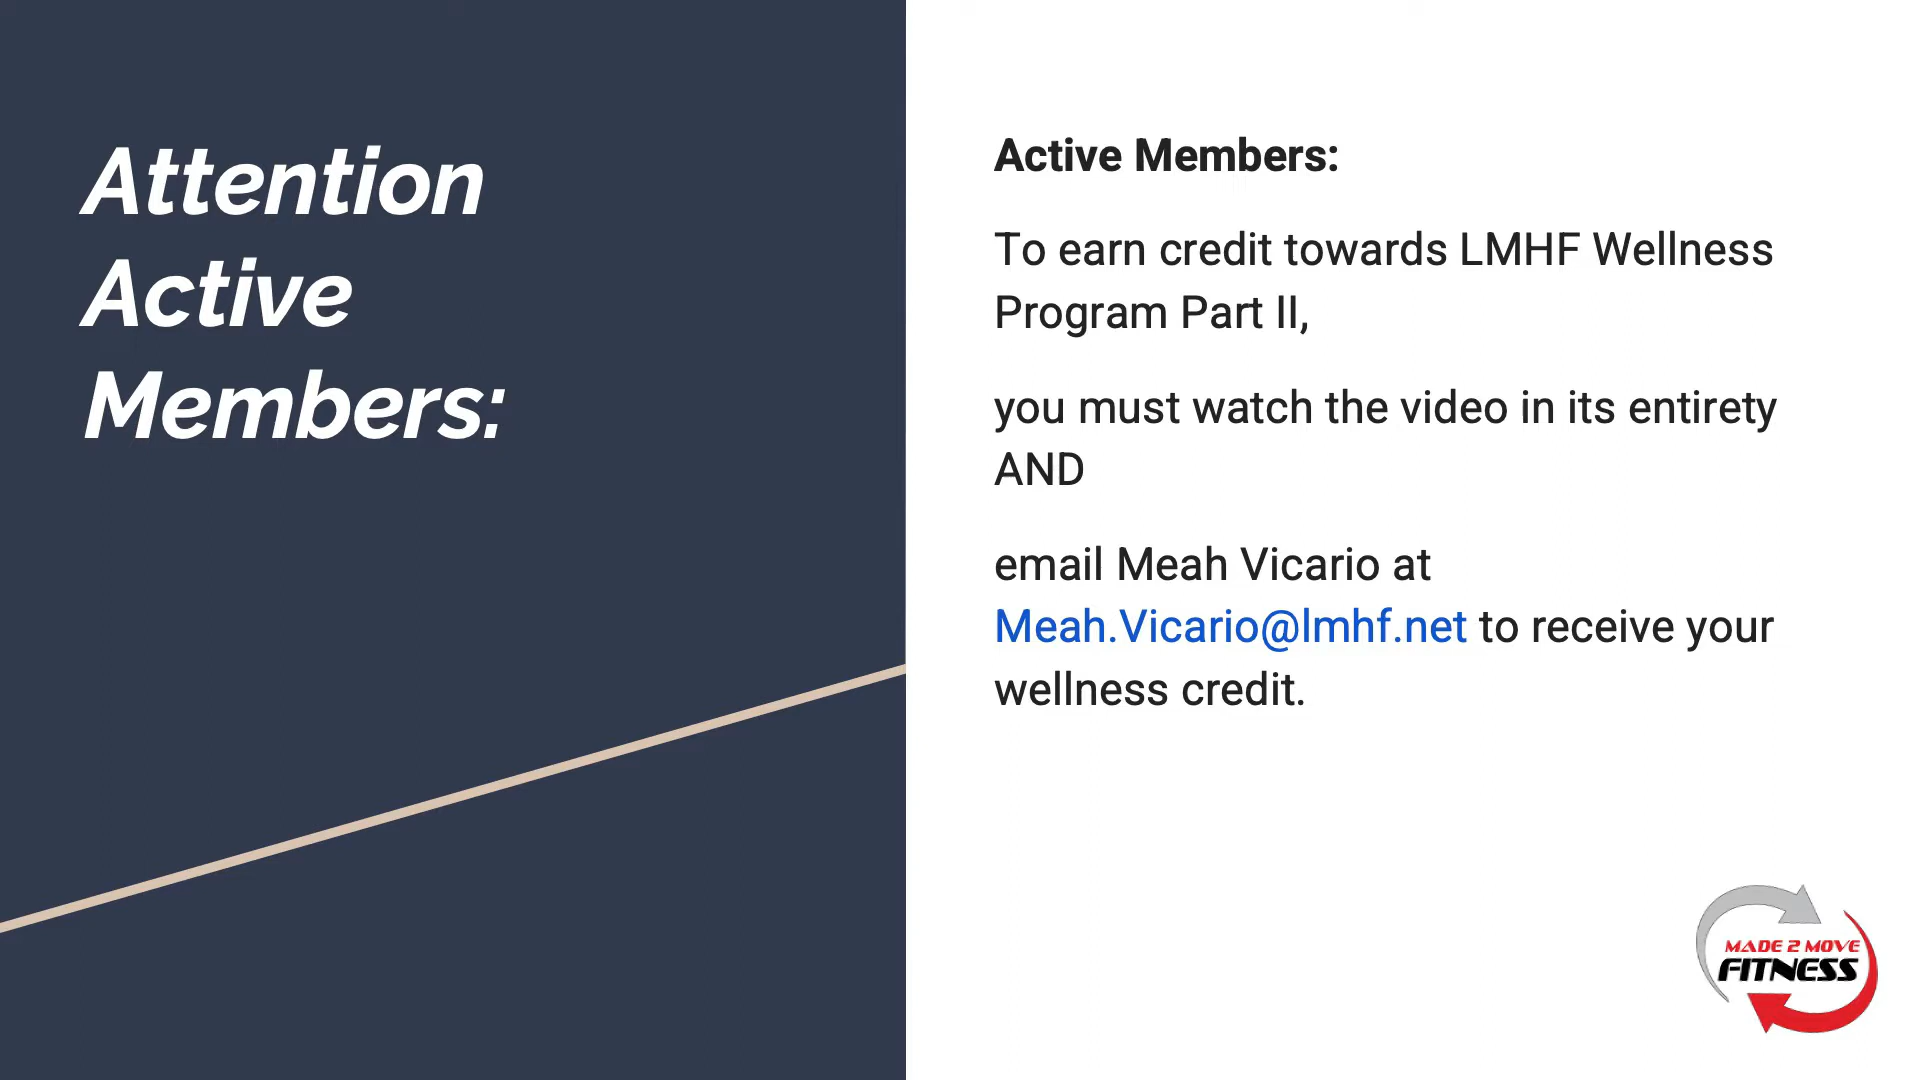 Attention
Active
Members:
Active Members:
To earn credit towards LMHF Wellness
Program Part II,
you must watch the video in its entirety
AND
email Meah Vicario at
Meah.Vicario@lmhf.net to receive your
wellness credit.
MADE 2 MOVE
FITNESS